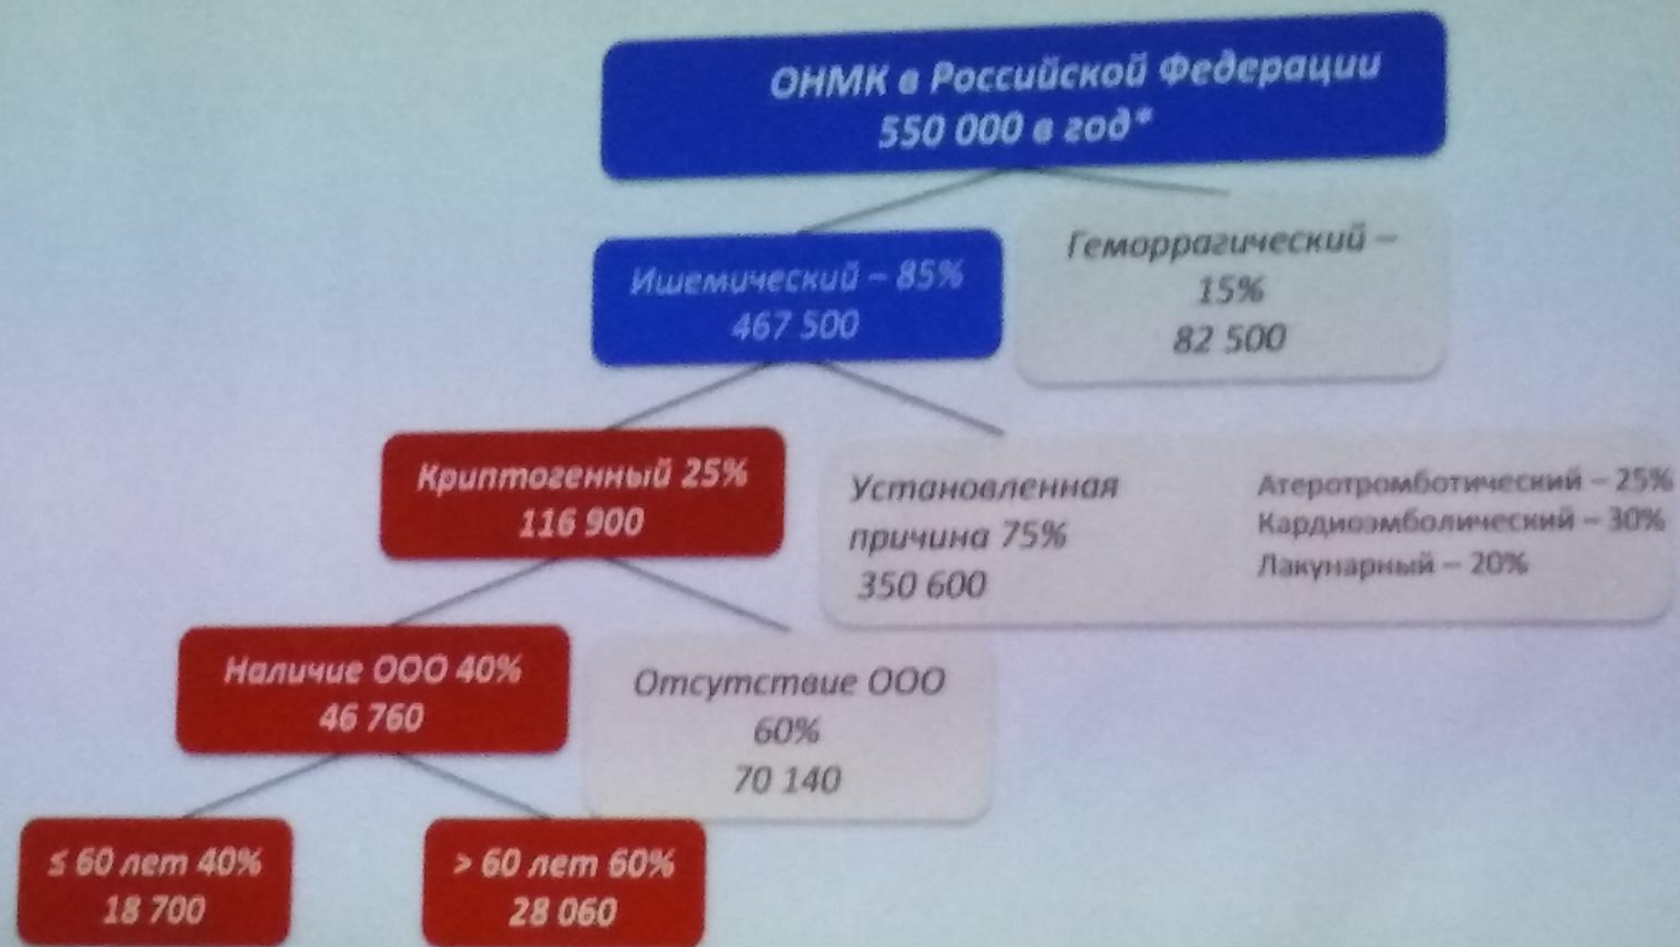 ОНМК в Российской Федерации
550 000 в год*
Ишемический – 85%
467 500
Геморрагический –
15%
82 500
Криптогенный 25%
116 900
Установленная
причина 75%
350 600
Атеротромботический – 25%
Кардиоэмболический – 30%
Лакунарный – 20%
Наличие ООО 40%
46 760
Отсутствие ООО
60%
70 140
≤ 60 лет 40%
18 700
> 60 лет 60%
28 060